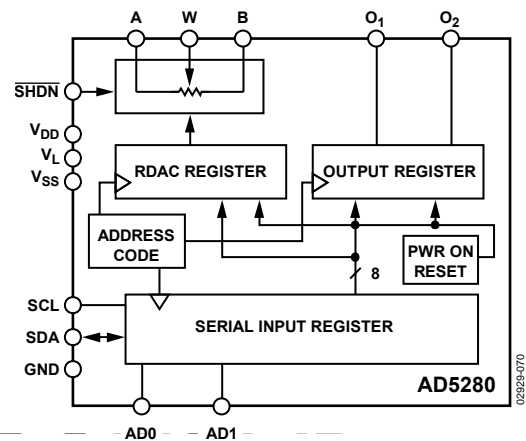 A W B O1 O2
SHDN
VDD
VL
VSS
RDAC REGISTER
OUTPUT REGISTER
ADDRESS
CODE
PWR ON
RESET
8
SCL
SDA
GND
SERIAL INPUT REGISTER
AD5280
AD0 AD1
02929-070